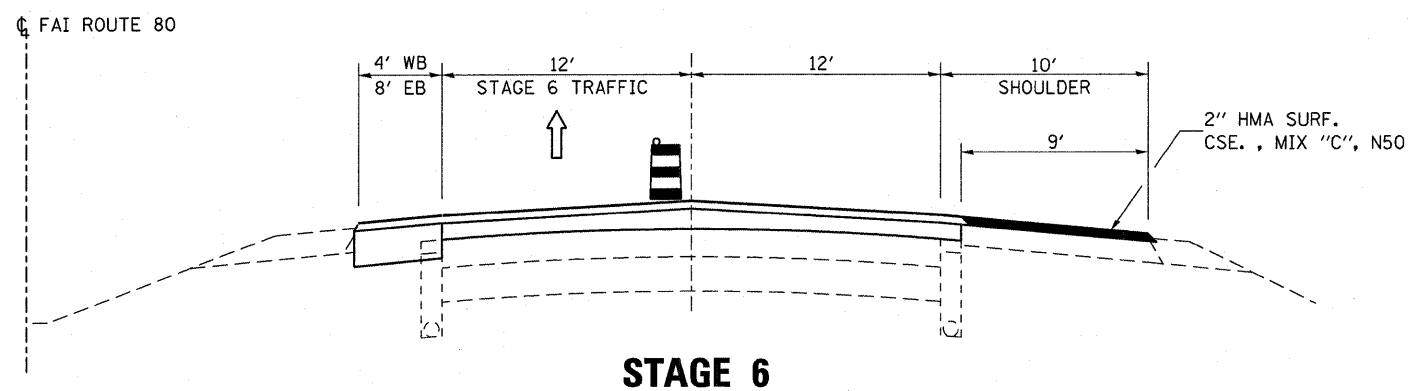 ℄ FAI ROUTE 80
4' WB
8' EB
12'
STAGE 6 TRAFFIC
12'
10'
SHOULDER
9'
2" HMA SURF.
CSE. , MIX "C", N50
STAGE 6